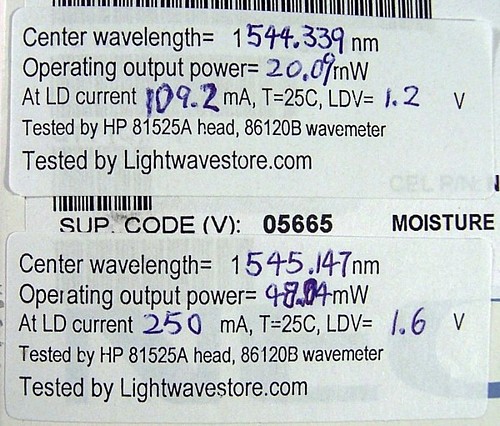 Center wavelength= 1544.339 nm
Operating output power= 20.09mW
At LD current 109.2 mA, T=25C, LDV= 1.2 V
Tested by HP 81525A head, 86120B wavemeter
Tested by Lightwavestore.com
CEL P/N:
SUP. CODE (V): 05665 MOISTURE
Center wavelength= 1545.147nm
Operating output power= mW
At LD current 250 mA, T=25C, LDV= 1.6 V
Tested by HP 81525A head, 86120B wavemeter
Tested by Lightwavestore.com